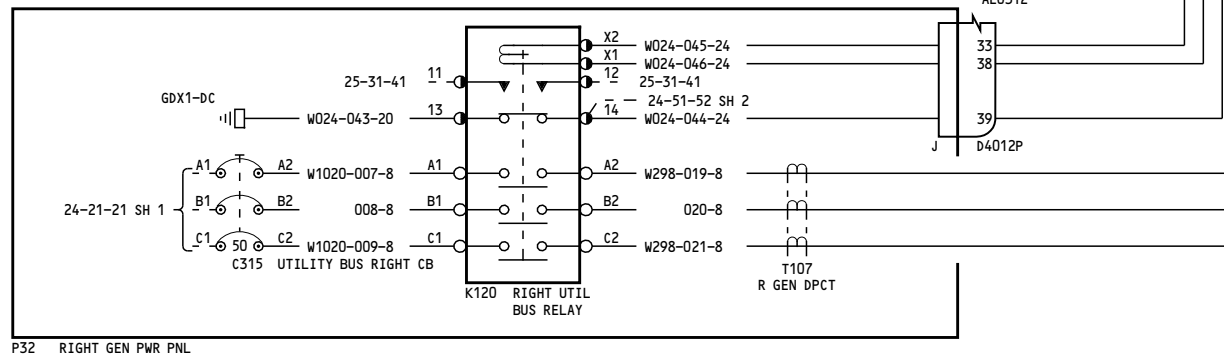 AL6312
X2 W024-045-24 33
X1 W024-046-24 38
25-31-41 11 12 25-31-41
GDX1-DC
24-51-52 SH 2
W024-043-20 13 14 W024-044-24 39
J D4012P
A1 A2 W1020-007-8 A1 A2 W298-019-8
24-21-21 SH 1 B1 B2 008-8 B1 B2 020-8
C1 50 C2 W1020-009-8 C1 C2 W298-021-8
C315 UTILITY BUS RIGHT CB
T107
R GEN DPCT
K120 RIGHT UTIL
BUS RELAY
P32 RIGHT GEN PWR PNL